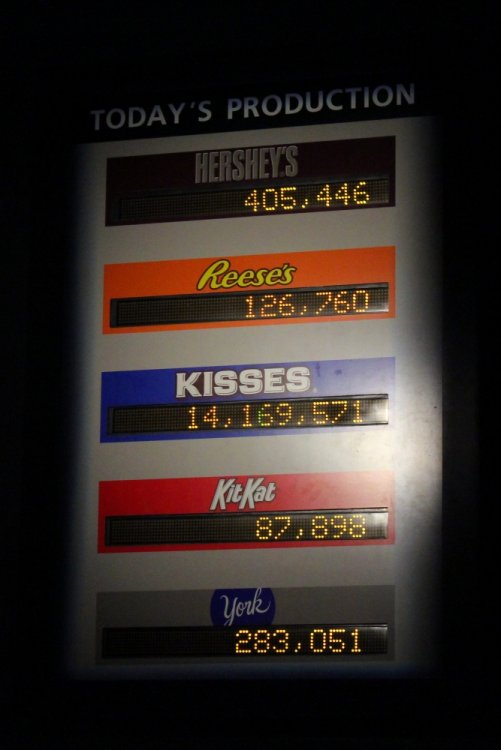 TODAY'S PRODUCTION
HERSHEY'S
405,446
Reese's
126,760
KISSES
14,169,571
KitKat
87,898
York
283,051